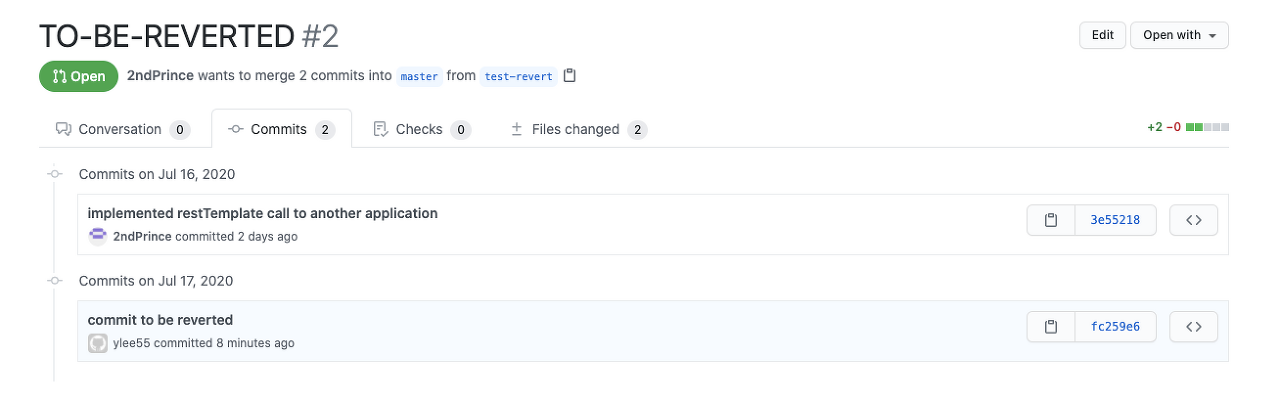 TO-BE-REVERTED #2
Edit
Open with
Open
2ndPrince wants to merge 2 commits into master from test-revert
Conversation 0
Commits 2
Checks 0
Files changed 2
+2 −0
Commits on Jul 16, 2020
implemented restTemplate call to another application
2ndPrince committed 2 days ago
3e55218
Commits on Jul 17, 2020
commit to be reverted
ylee55 committed 8 minutes ago
fc259e6